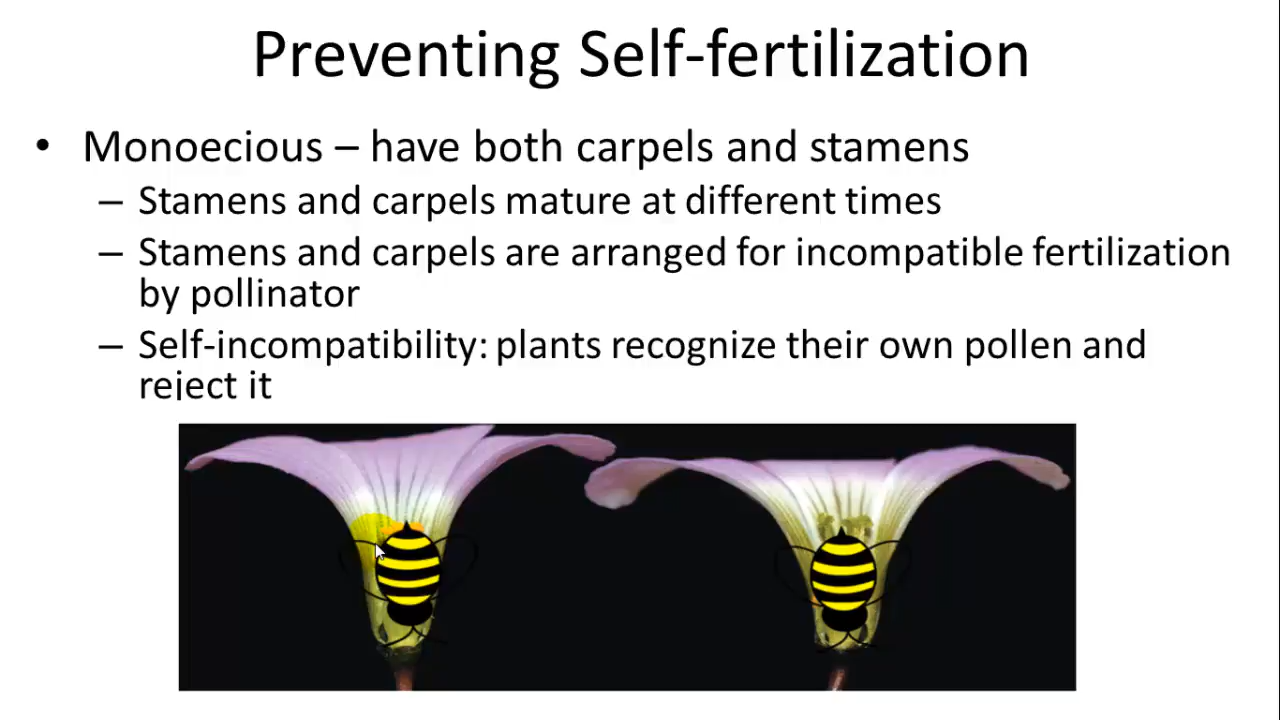 Preventing Self-fertilization
• Monoecious – have both carpels and stamens
– Stamens and carpels mature at different times
– Stamens and carpels are arranged for incompatible fertilization
by pollinator
– Self-incompatibility: plants recognize their own pollen and
reject it